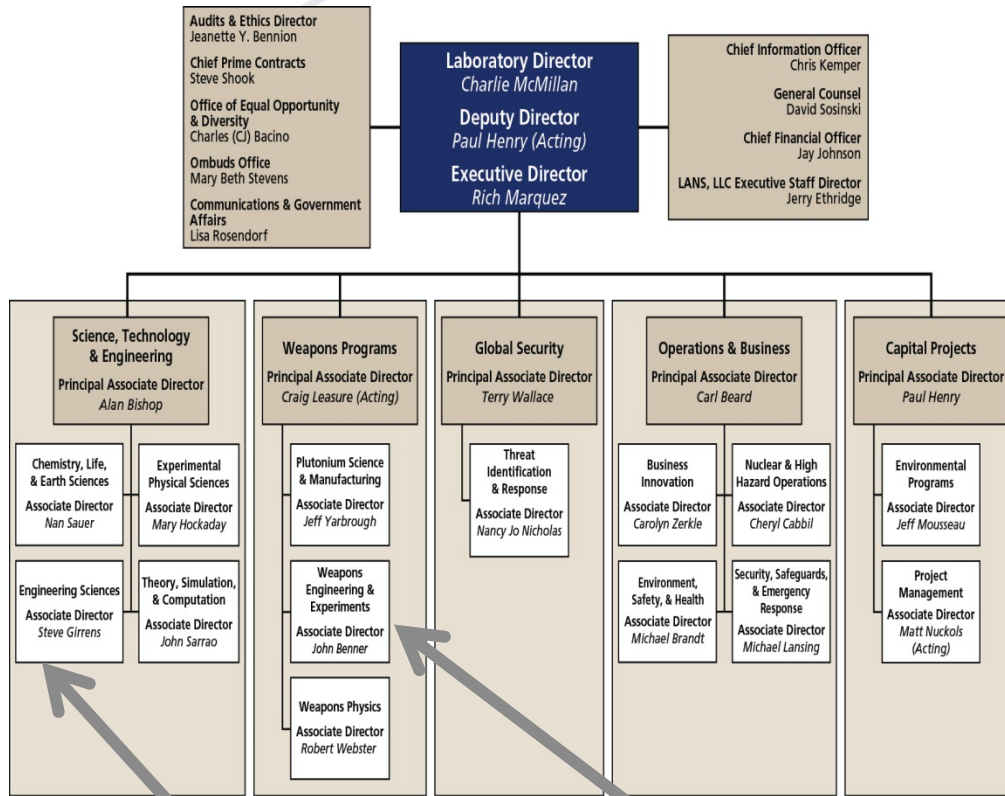 Audits & Ethics Director
Jeanette Y. Bennion
Chief Prime Contracts
Steve Shook
Office of Equal Opportunity
& Diversity
Charles (CJ) Bacino
Ombuds Office
Mary Beth Stevens
Communications & Government
Affairs
Lisa Rosendorf
Laboratory Director
Charlie McMillan
Deputy Director
Paul Henry (Acting)
Executive Director
Rich Marquez
Chief Information Officer
Chris Kemper
General Counsel
David Sosinski
Chief Financial Officer
Jay Johnson
LANS, LLC Executive Staff Director
Jerry Ethridge
Science, Technology
& Engineering
Principal Associate Director
Alan Bishop
Chemistry, Life,
& Earth Sciences
Associate Director
Nan Sauer
Experimental
Physical Sciences
Associate Director
Mary Hockaday
Engineering Sciences
Associate Director
Steve Girrens
Theory, Simulation,
& Computation
Associate Director
John Sarrao
Weapons Programs
Principal Associate Director
Craig Leasure (Acting)
Plutonium Science
& Manufacturing
Associate Director
Jeff Yarbrough
Weapons
Engineering &
Experiments
Associate Director
John Benner
Weapons Physics
Associate Director
Robert Webster
Global Security
Principal Associate Director
Terry Wallace
Threat
Identification
& Response
Associate Director
Nancy Jo Nicholas
Operations & Business
Principal Associate Director
Carl Beard
Business
Innovation
Associate Director
Carolyn Zerkle
Nuclear & High
Hazard Operations
Associate Director
Cheryl Cabbil
Environment,
Safety, & Health
Associate Director
Michael Brandt
Security, Safeguards,
& Emergency
Response
Associate Director
Michael Lansing
Capital Projects
Principal Associate Director
Paul Henry
Environmental
Programs
Associate Director
Jeff Mousseau
Project
Management
Associate Director
Matt Nuckols
(Acting)